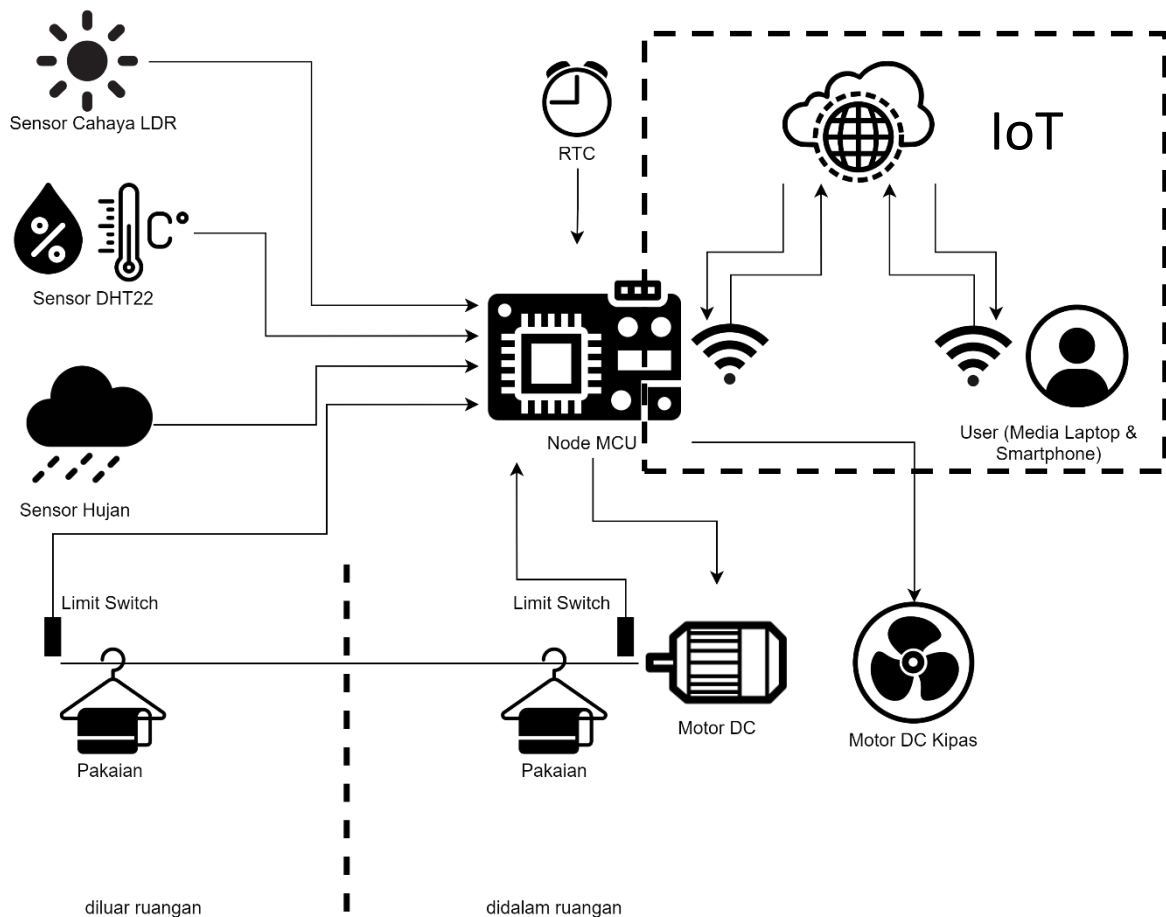 IoT
Sensor Cahaya LDR
RTC
%
C°
Sensor DHT22
Node MCU
User (Media Laptop &
Smartphone)
Sensor Hujan
Limit Switch
Limit Switch
Motor DC
Motor DC Kipas
Pakaian
Pakaian
diluar ruangan
didalam ruangan